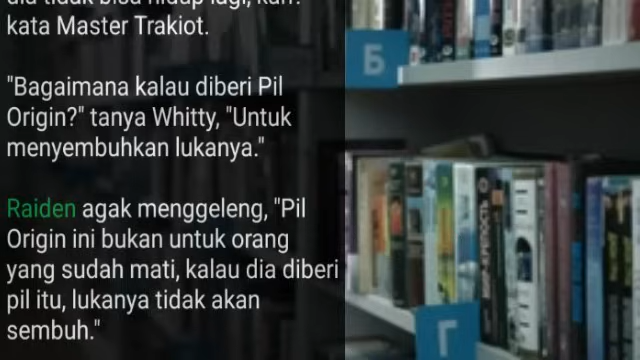 kata Master Trakiot.
"Bagaimana kalau diberi Pil
Origin?" tanya Whitty, "Untuk
menyembuhkan lukanya."
Raiden agak menggeleng, "Pil
Origin ini bukan untuk orang
yang sudah mati, kalau dia diberi
pil itu, lukanya tidak akan
sembuh."
Б
Г